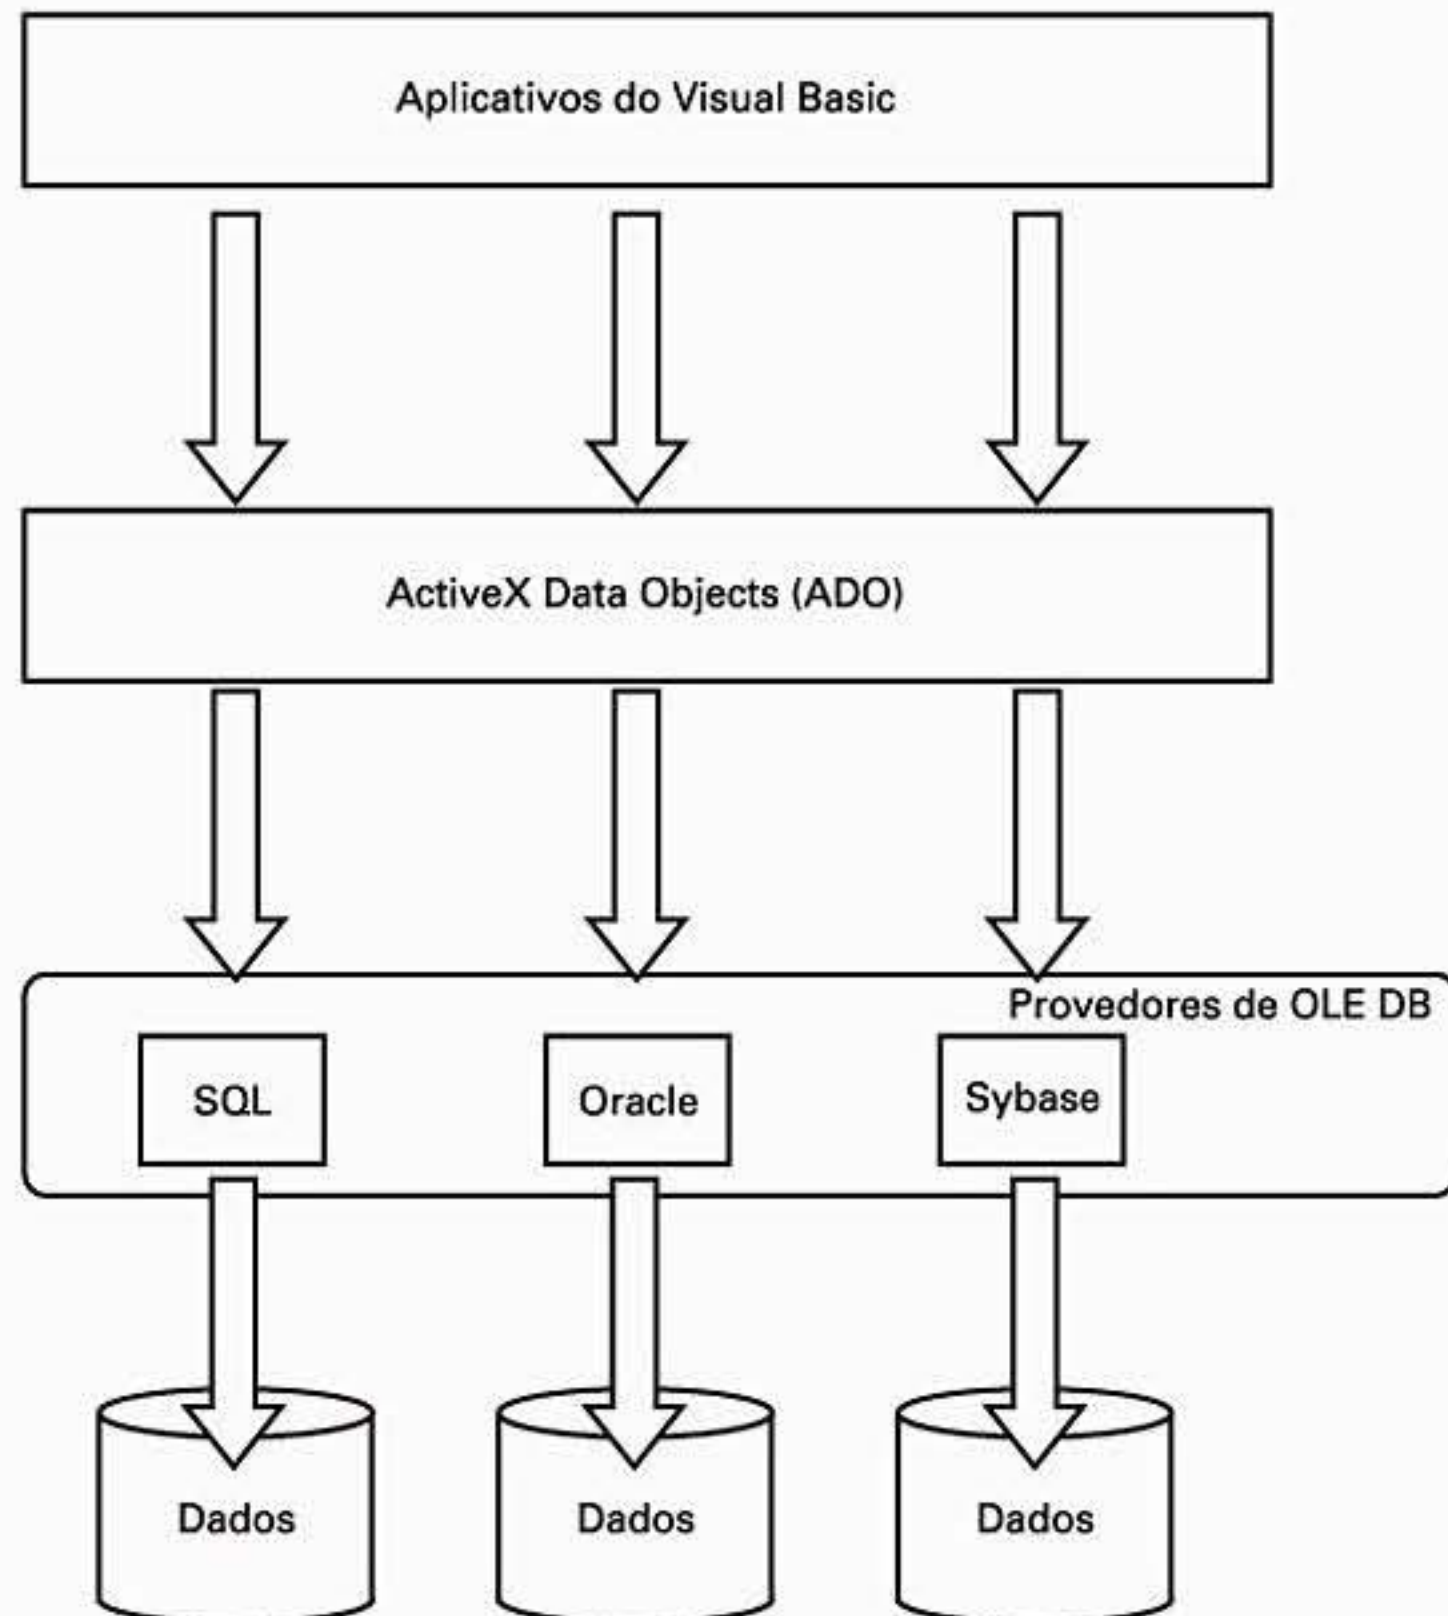 Aplicativos do Visual Basic
ActiveX Data Objects (ADO)
Provedores de OLE DB
SQL
Oracle
Sybase
Dados
Dados
Dados